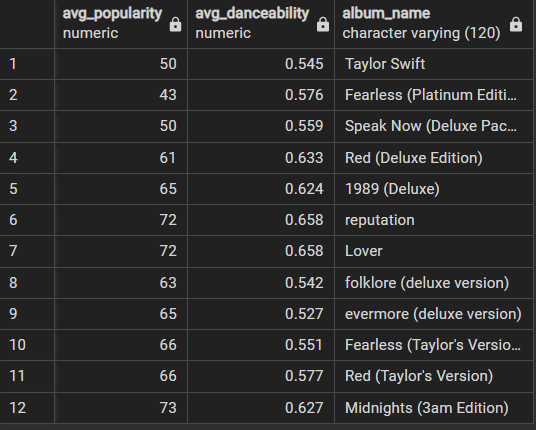 avg_popularity avg_danceability album_name
numeric numeric character varying (120)
1 50 0.545 Taylor Swift
2 43 0.576 Fearless (Platinum Editi...
3 50 0.559 Speak Now (Deluxe Pac...
4 61 0.633 Red (Deluxe Edition)
5 65 0.624 1989 (Deluxe)
6 72 0.658 reputation
7 72 0.658 Lover
8 63 0.542 folklore (deluxe version)
9 65 0.527 evermore (deluxe version)
10 66 0.551 Fearless (Taylor's Versio...
11 66 0.577 Red (Taylor's Version)
12 73 0.627 Midnights (3am Edition)